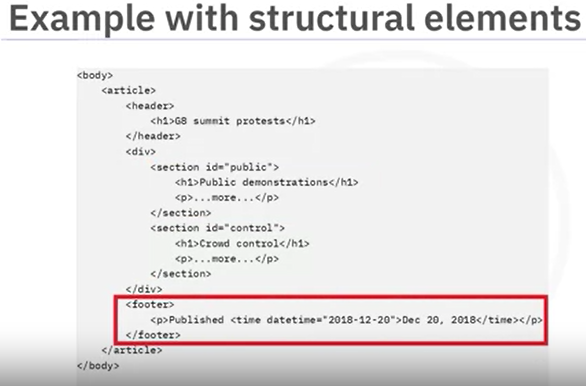 Example with structural elements
<body>
<article>
<header>
<h1>G8 summit protests</h1>
</header>
<div>
<section id="public">
<h1>Public demonstrations</h1>
<p>...more...</p>
</section>
<section id="control">
<h1>Crowd control</h1>
<p>...more...</p>
</section>
</div>
<footer>
<p>Published <time datetime="2018-12-20">Dec 20, 2018</time></p>
</footer>
</article>
</body>